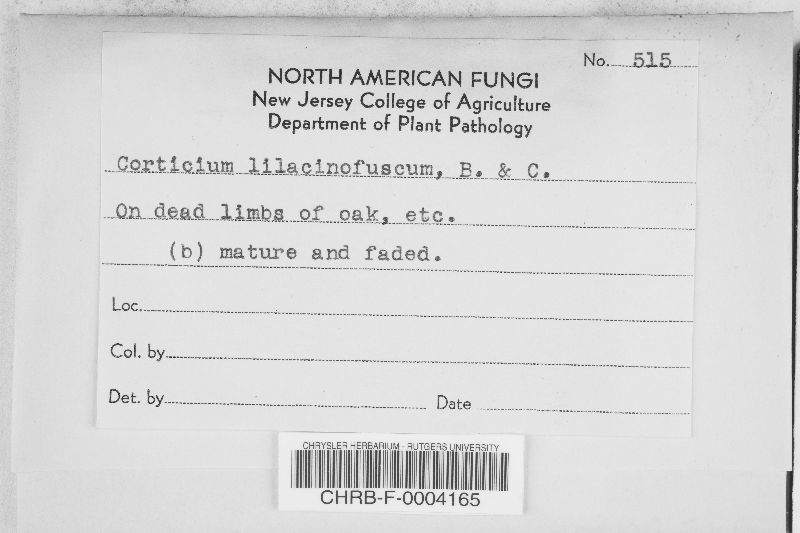 No. 515
NORTH AMERICAN FUNGI
New Jersey College of Agriculture
Department of Plant Pathology
Corticium lilacinofuscum, B. & C.
On dead limbs of oak, etc.
(b) mature and faded.
Loc.
Col. by
Det. by Date
CHRYSLER HERBARIUM - RUTGERS UNIVERSITY
CHRB-F-0004165